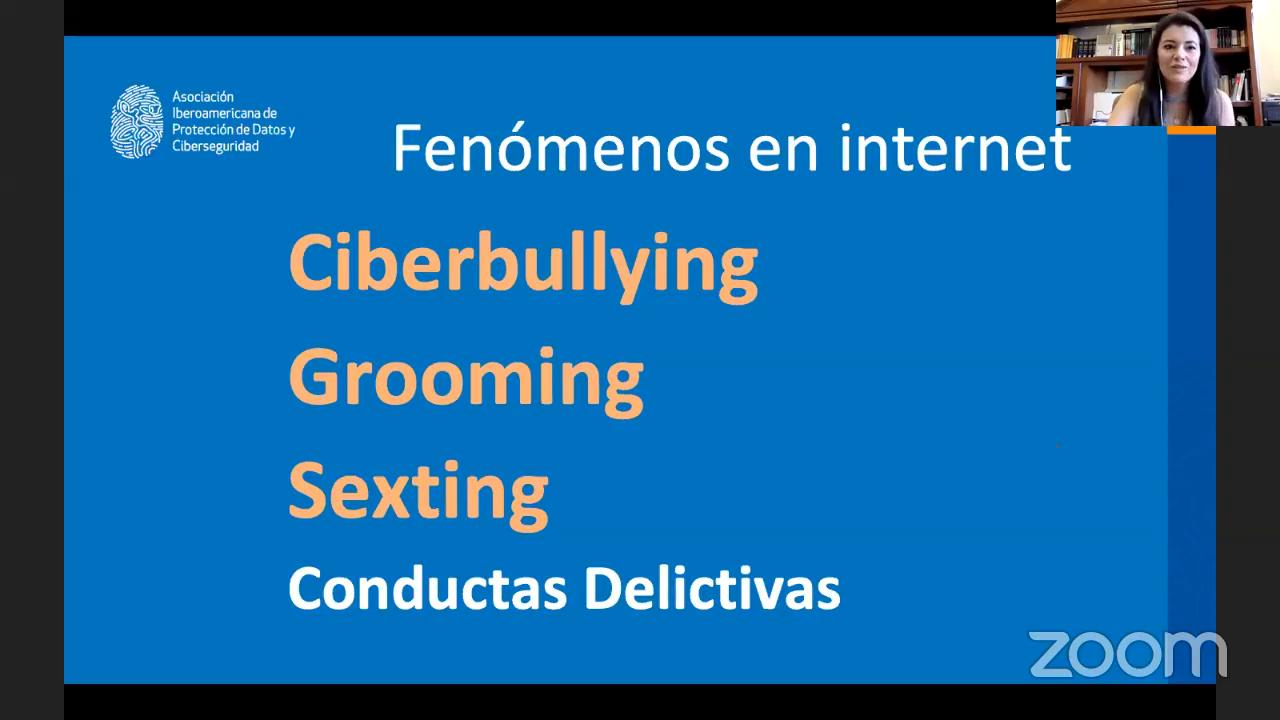 Asociación
Iberoamericana de
Protección de Datos y
Ciberseguridad
Fenómenos en internet
Ciberbullying
Grooming
Sexting
Conductas Delictivas
zoom